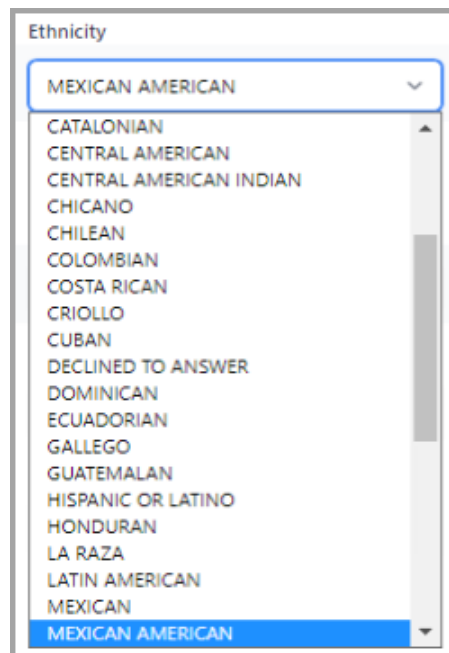 Ethnicity
MEXICAN AMERICAN
CATALONIAN
CENTRAL AMERICAN
CENTRAL AMERICAN INDIAN
CHICANO
CHILEAN
COLOMBIAN
COSTA RICAN
CRIOLLO
CUBAN
DECLINED TO ANSWER
DOMINICAN
ECUADORIAN
GALLEGO
GUATEMALAN
HISPANIC OR LATINO
HONDURAN
LA RAZA
LATIN AMERICAN
MEXICAN
MEXICAN AMERICAN